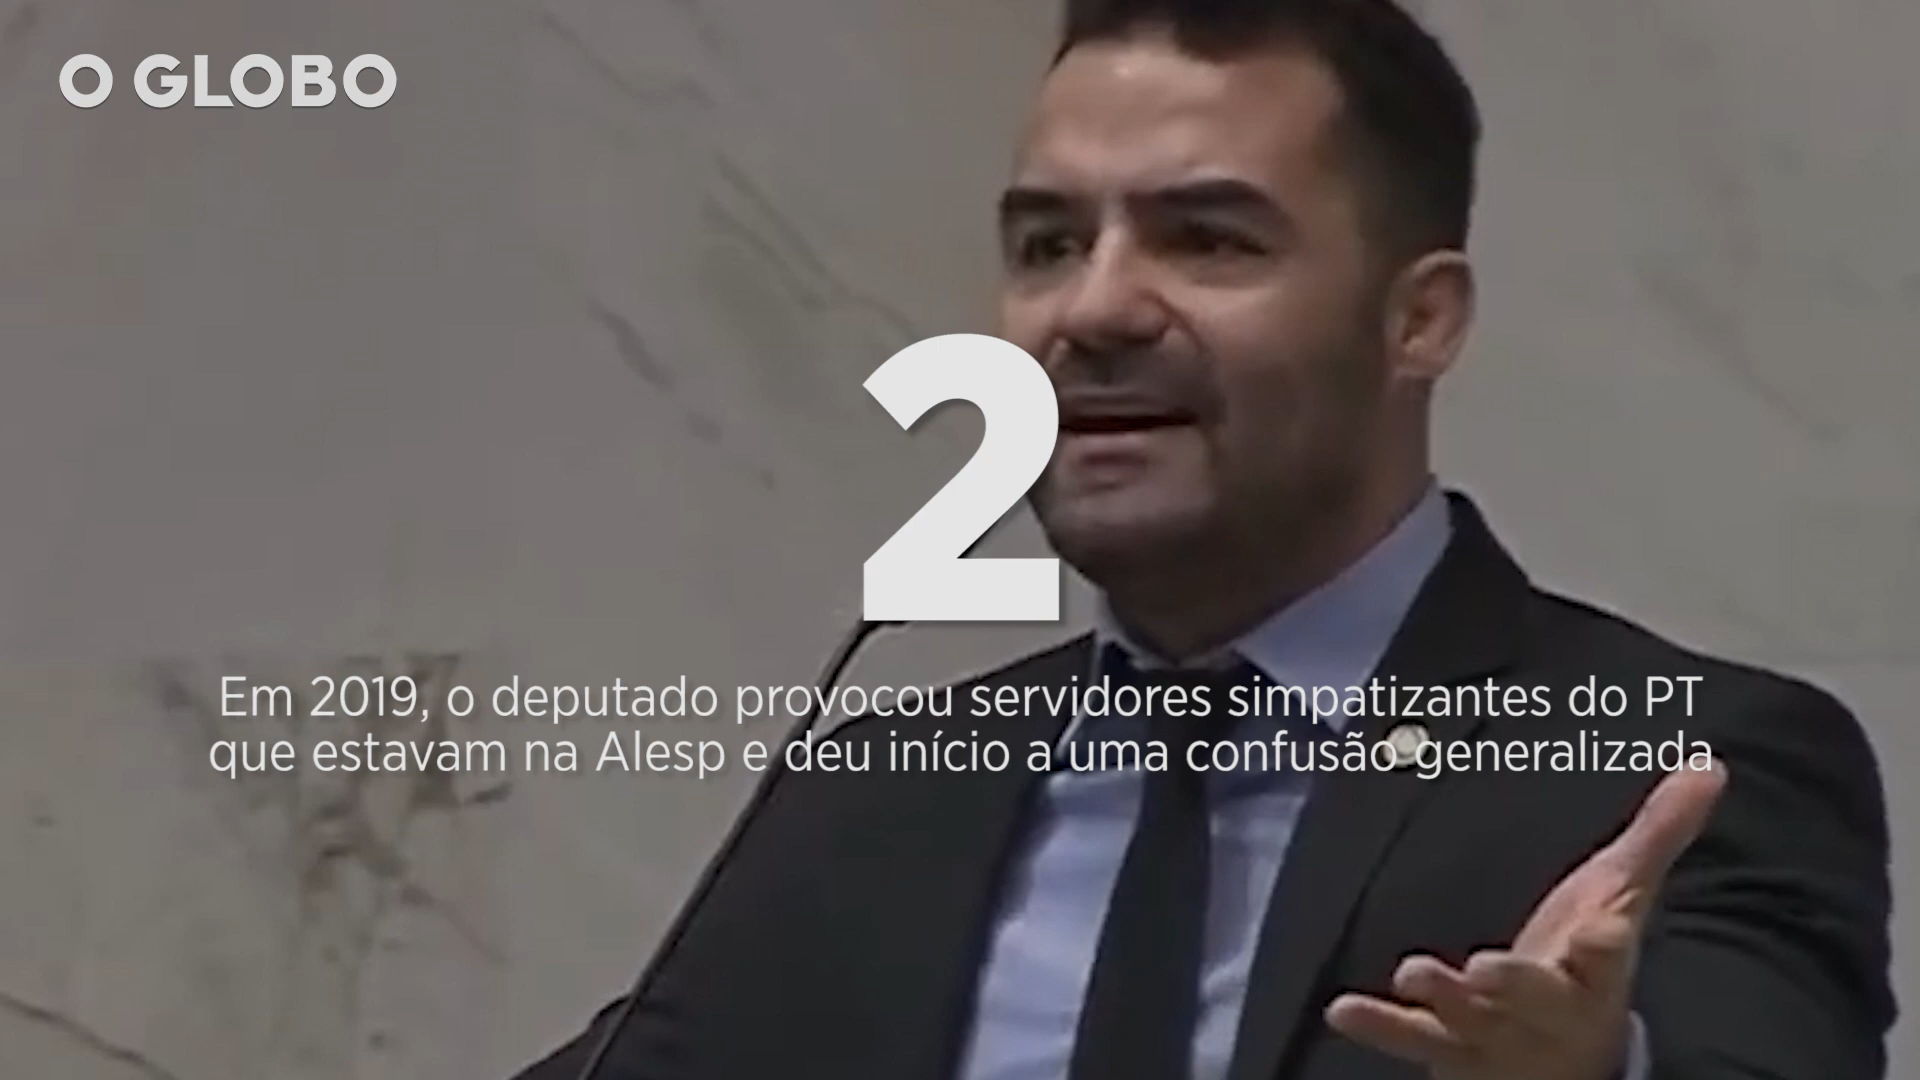 O GLOBO
2
Em 2019, o deputado provocou servidores simpatizantes do PT
que estavam na Alesp e deu início a uma confusão generalizada